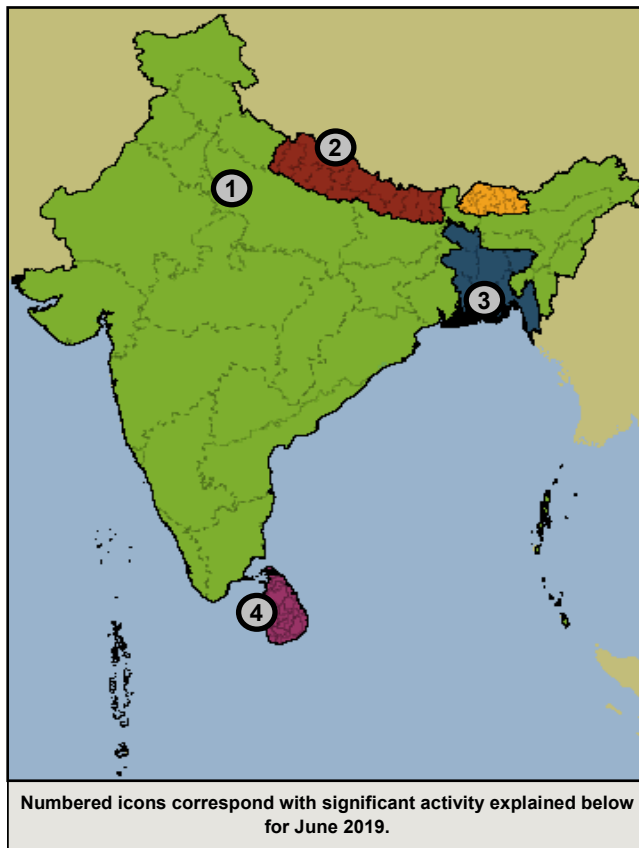 2
1
3
4
Numbered icons correspond with significant activity explained below
for June 2019.